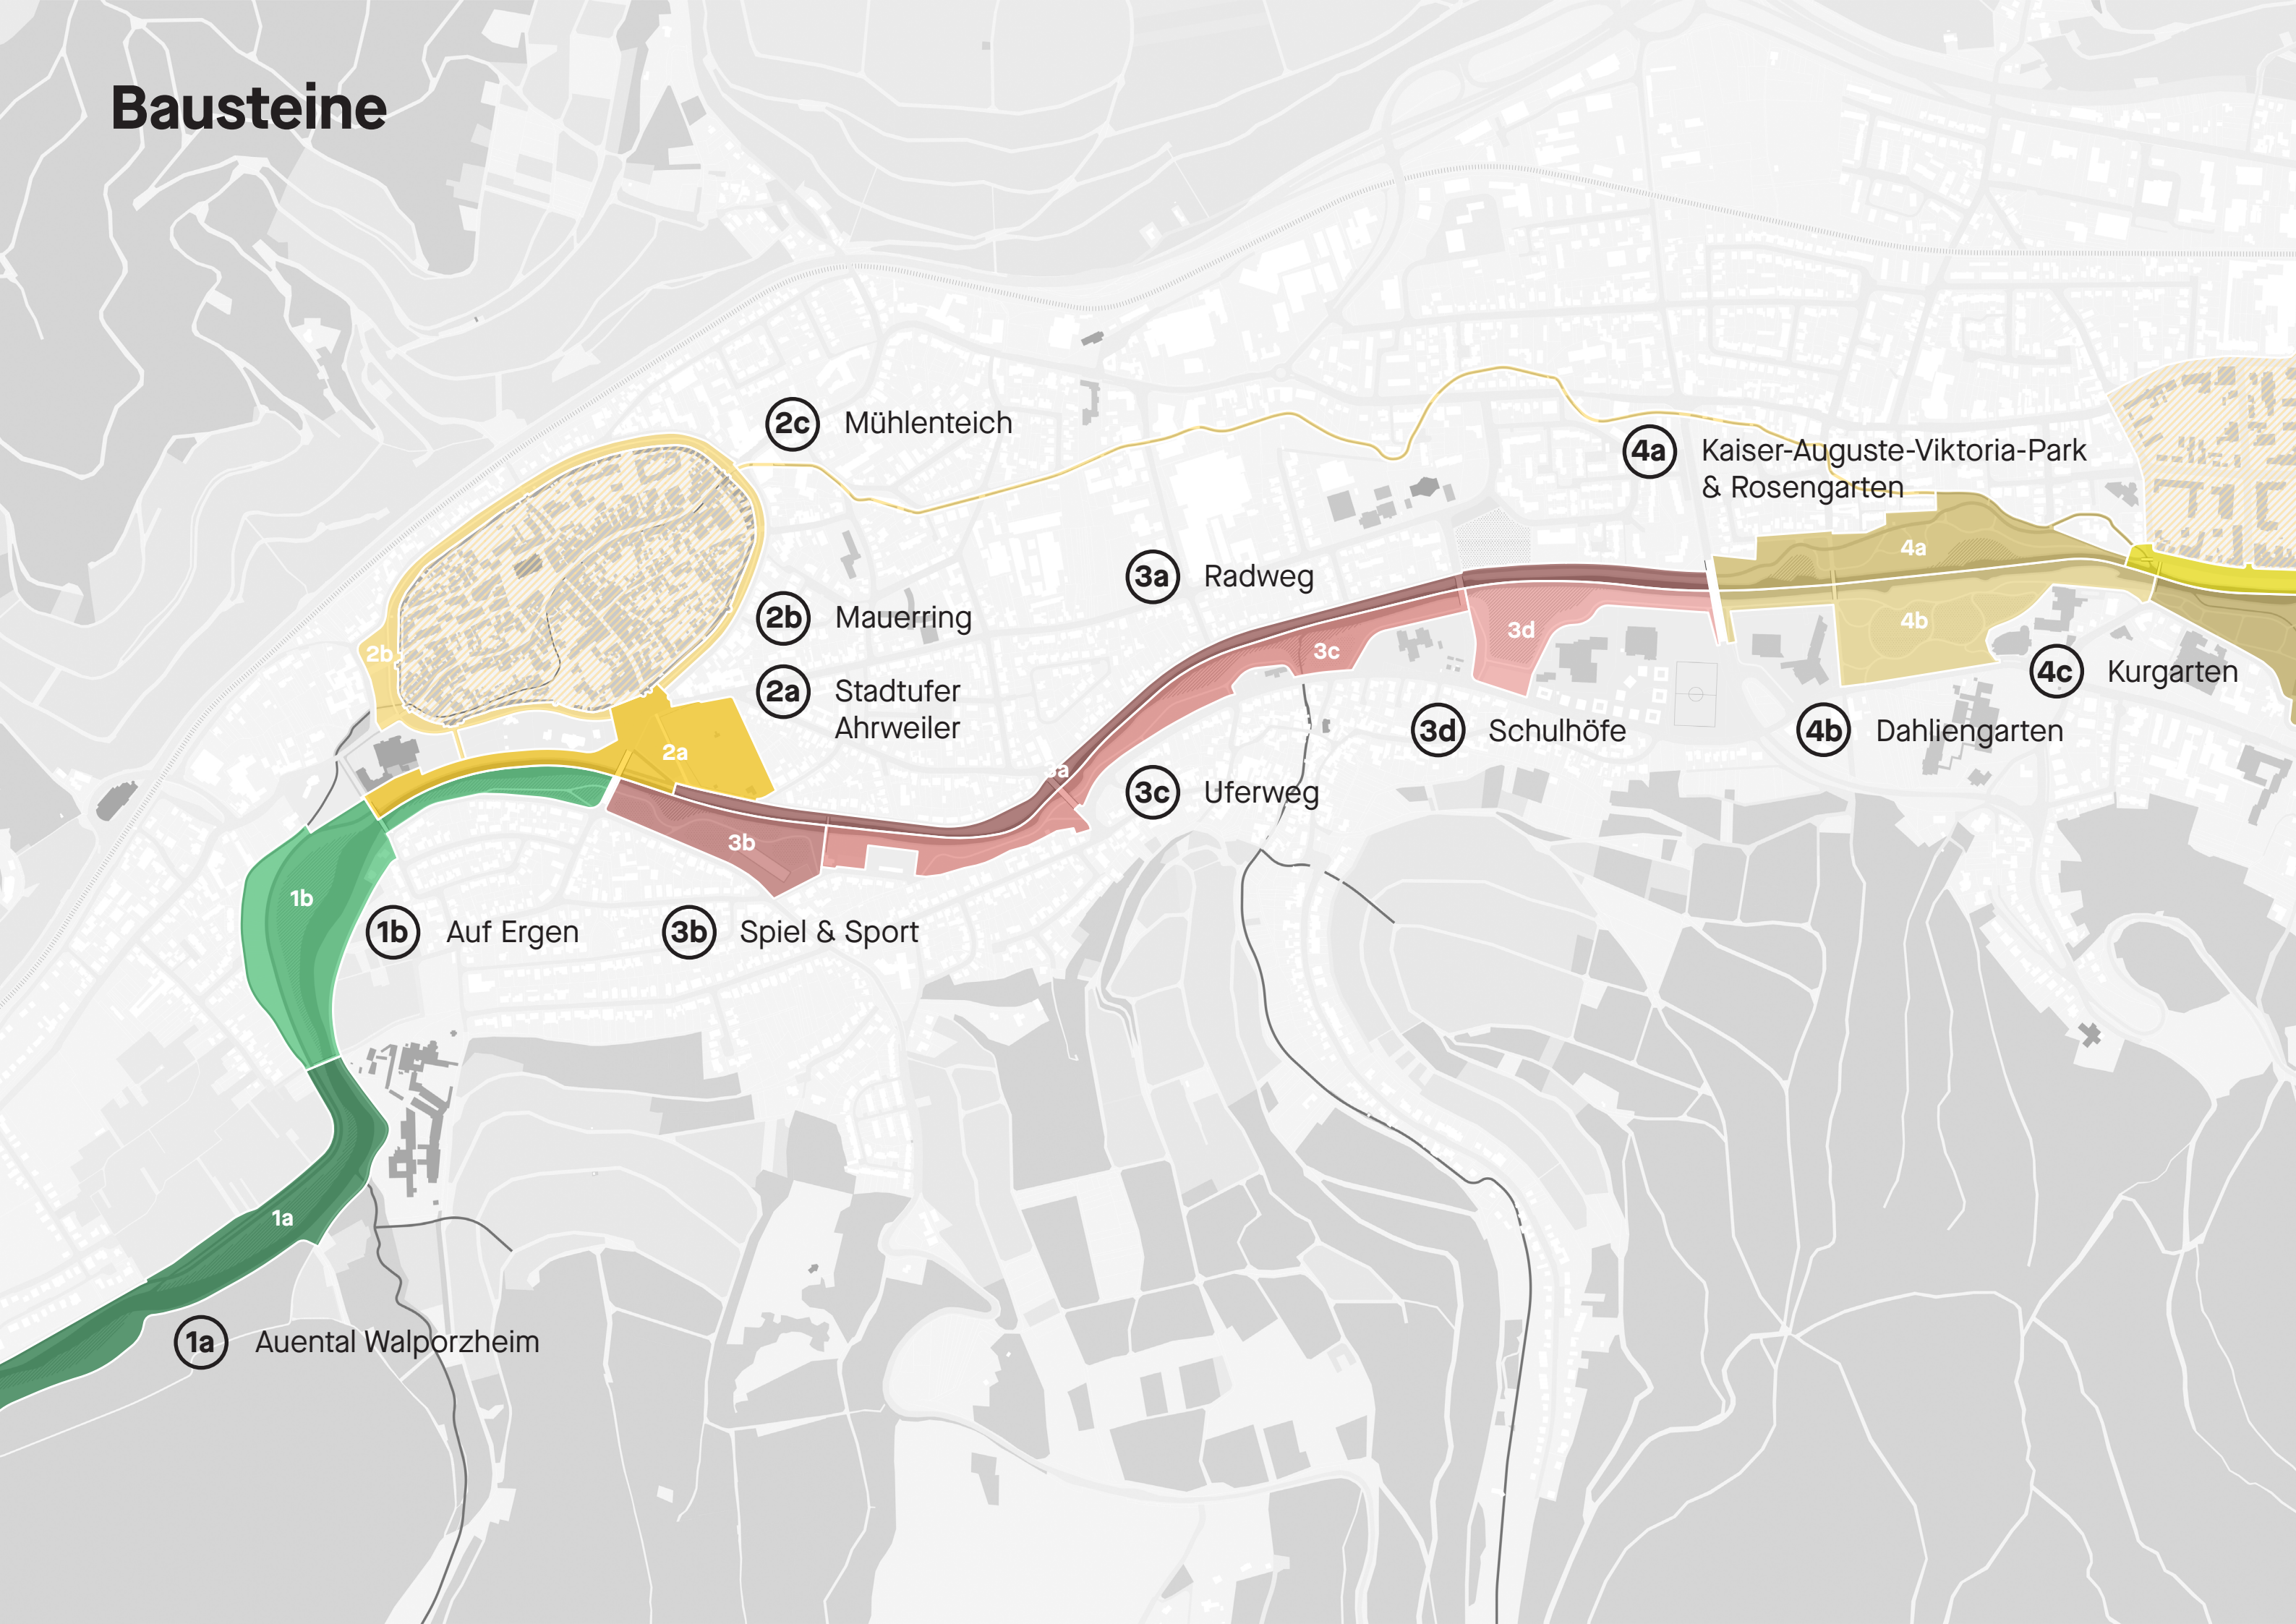 Bausteine
2c Mühlenteich
4a Kaiser-Auguste-Viktoria-Park
& Rosengarten
4a
3a Radweg
2b Mauerring
4b
3d
3c
2b
4c Kurgarten
2a Stadtufer
Ahrweiler
3d Schulhöfe
4b Dahliengarten
2a
3a
3c Uferweg
3b
1b
1b Auf Ergen
3b Spiel & Sport
1a
1a Auental Walporzheim